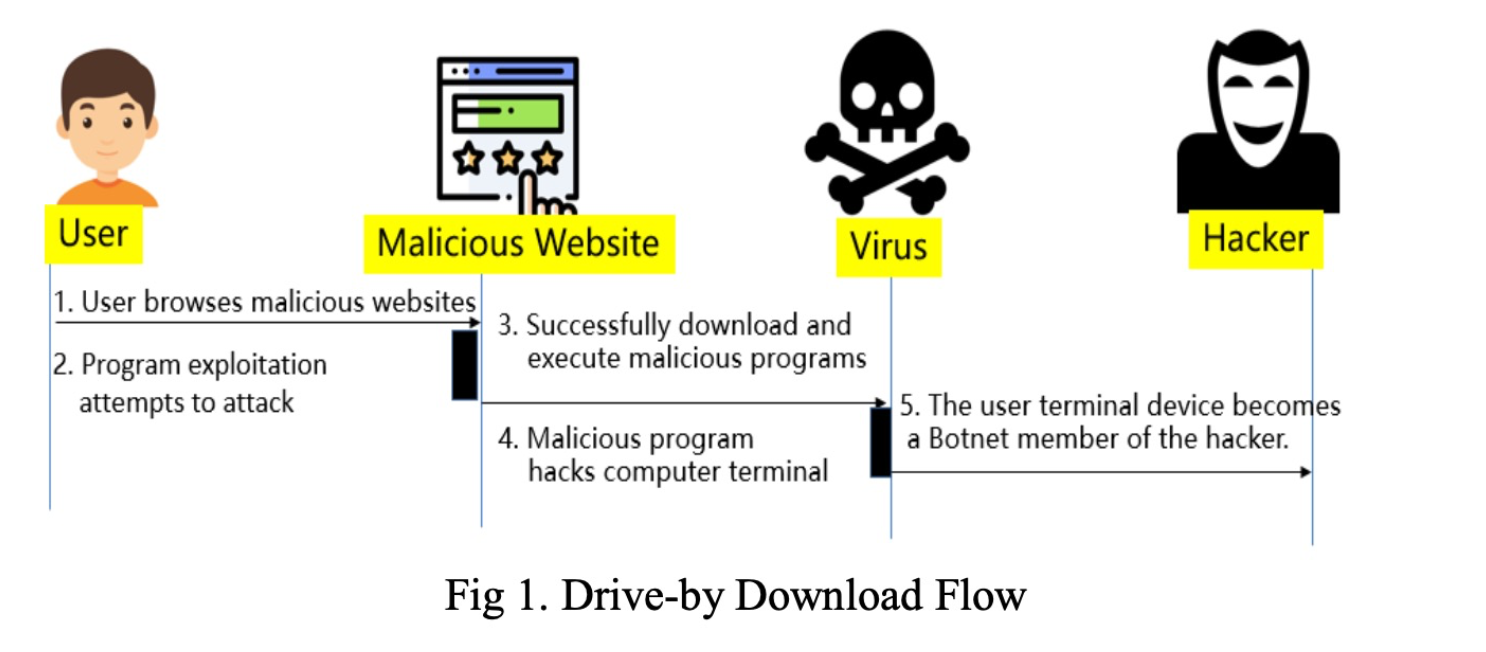 User
Malicious Website
Virus
Hacker
1. User browses malicious websites
2. Program exploitation
attempts to attack
3. Successfully download and
execute malicious programs
4. Malicious program
hacks computer terminal
5. The user terminal device becomes
a Botnet member of the hacker.
Fig 1. Drive-by Download Flow